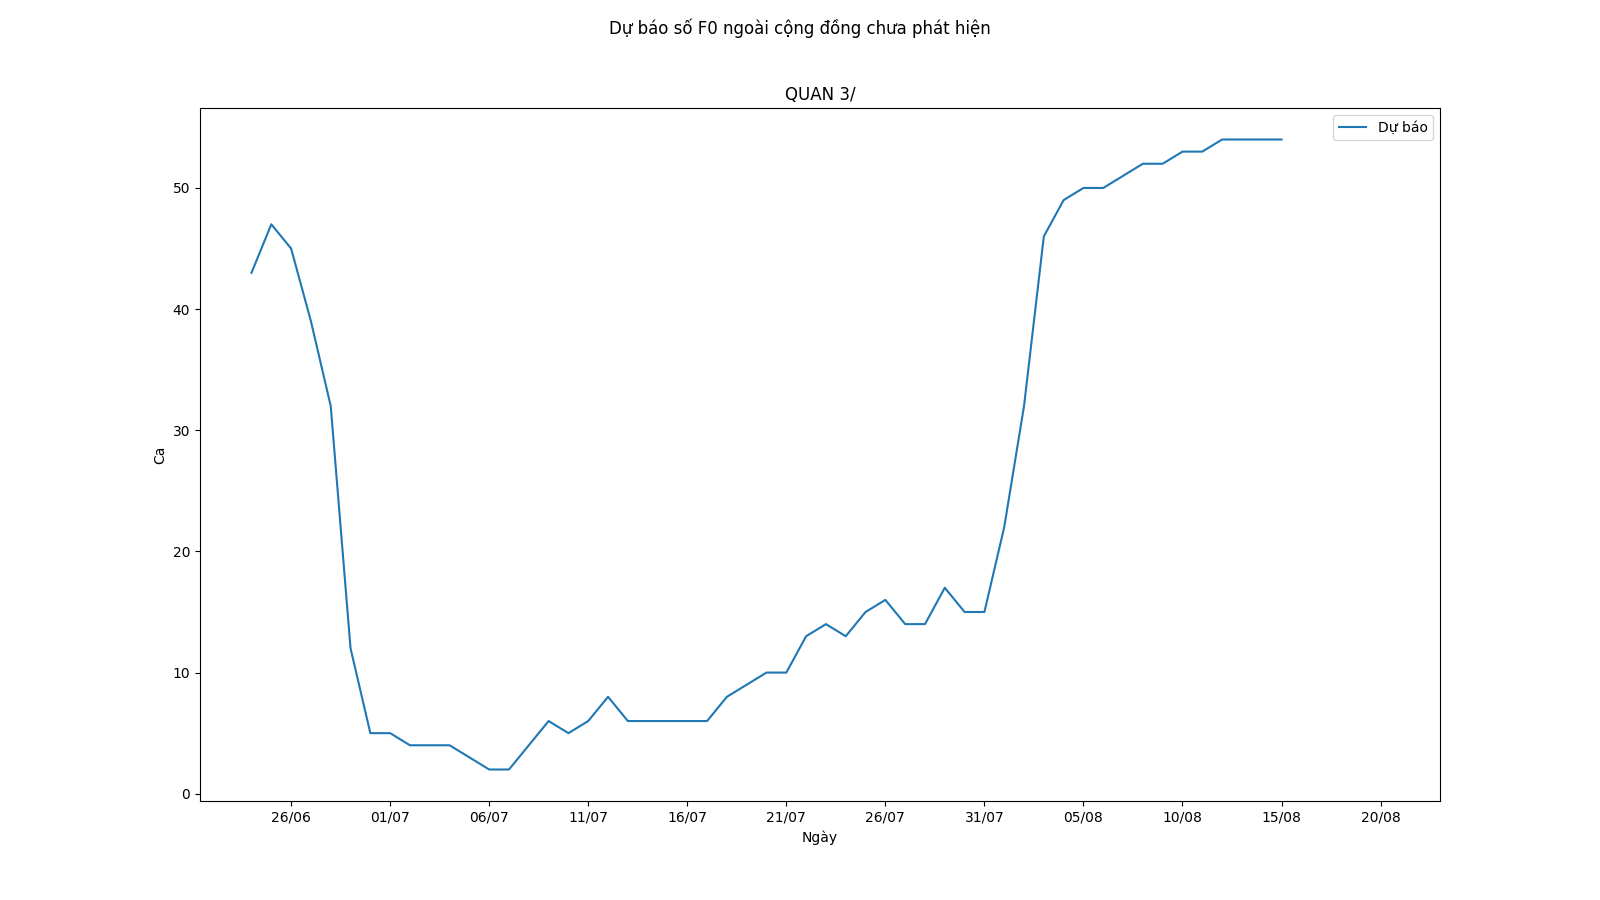 Dự báo số F0 ngoài cộng đồng chưa phát hiện
QUAN 3/
Dự báo
50
40
30
20
10
0
Ca
26/06 01/07 06/07 11/07 16/07 21/07 26/07 31/07 05/08 10/08 15/08 20/08
Ngày